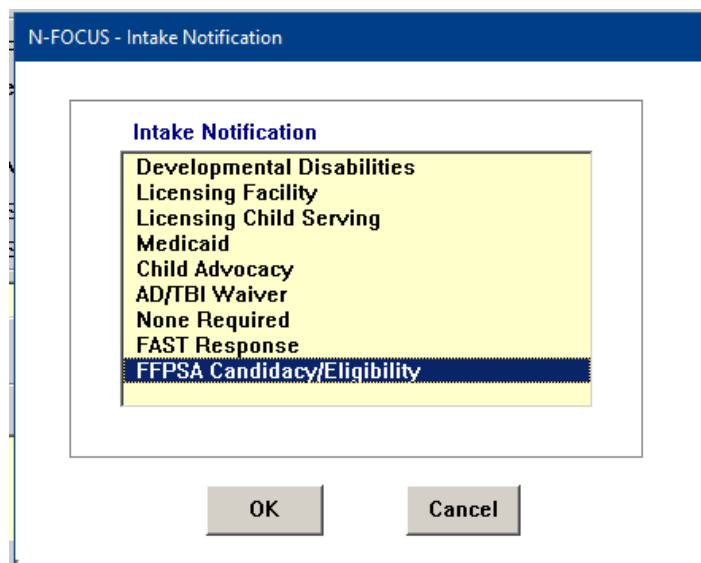 N-FOCUS - Intake Notification
Intake Notification
Developmental Disabilities
Licensing Facility
Licensing Child Serving
Medicaid
Child Advocacy
AD/TBI Waiver
None Required
FAST Response
FFPSA Candidacy/Eligibility
OK
Cancel